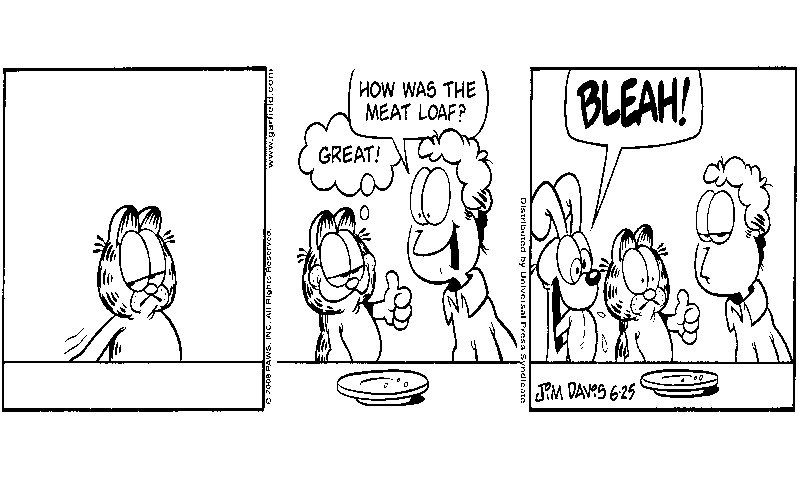 www.garfield.com
© 2008 PAWS, INC. All Rights Reserved.
HOW WAS THE
MEAT LOAF?
GREAT!
Distributed by Universal Press Syndicate
BLEAH!
JIM DAVIS 6·25